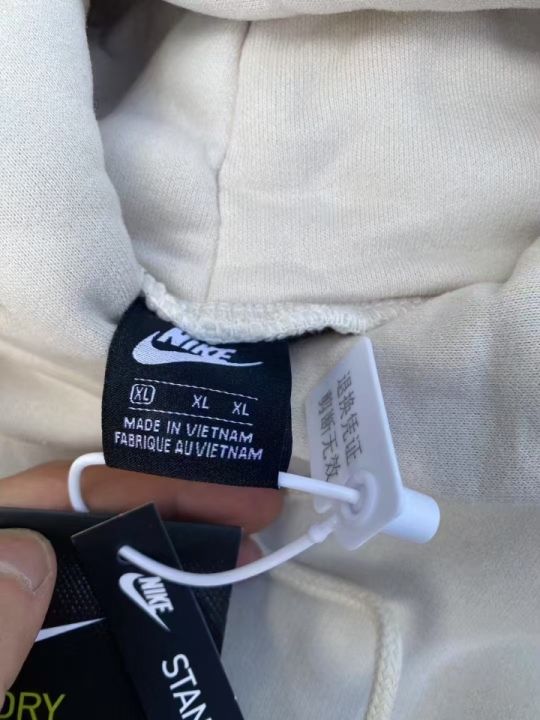 NIKE
XL XL XL
MADE IN VIETNAM
FABRIQUE AU VIETNAM
退换凭证
剪断无效
NIKE
STAN
DRY